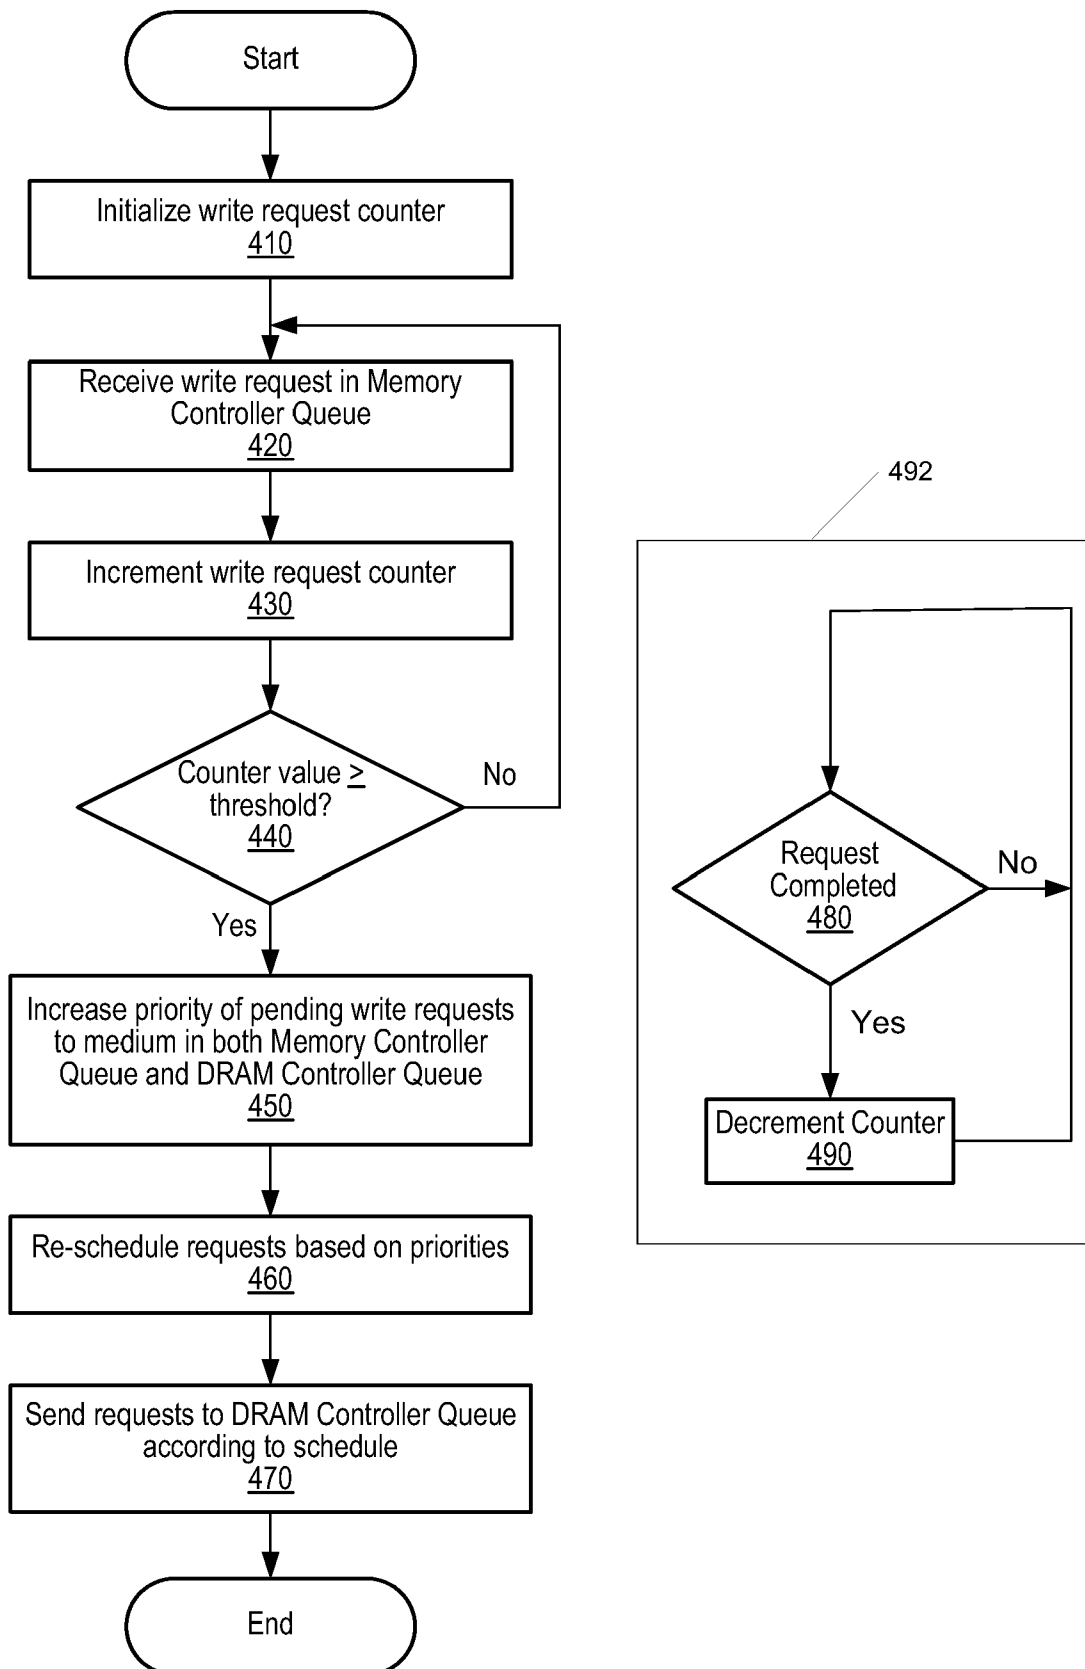 Start
Initialize write request counter
410
Receive write request in Memory
Controller Queue
420
Increment write request counter
430
Counter value ≥
threshold?
440
No
Yes
Increase priority of pending write requests
to medium in both Memory Controller
Queue and DRAM Controller Queue
450
Re-schedule requests based on priorities
460
Send requests to DRAM Controller Queue
according to schedule
470
End
492
Request
Completed
480
No
Yes
Decrement Counter
490